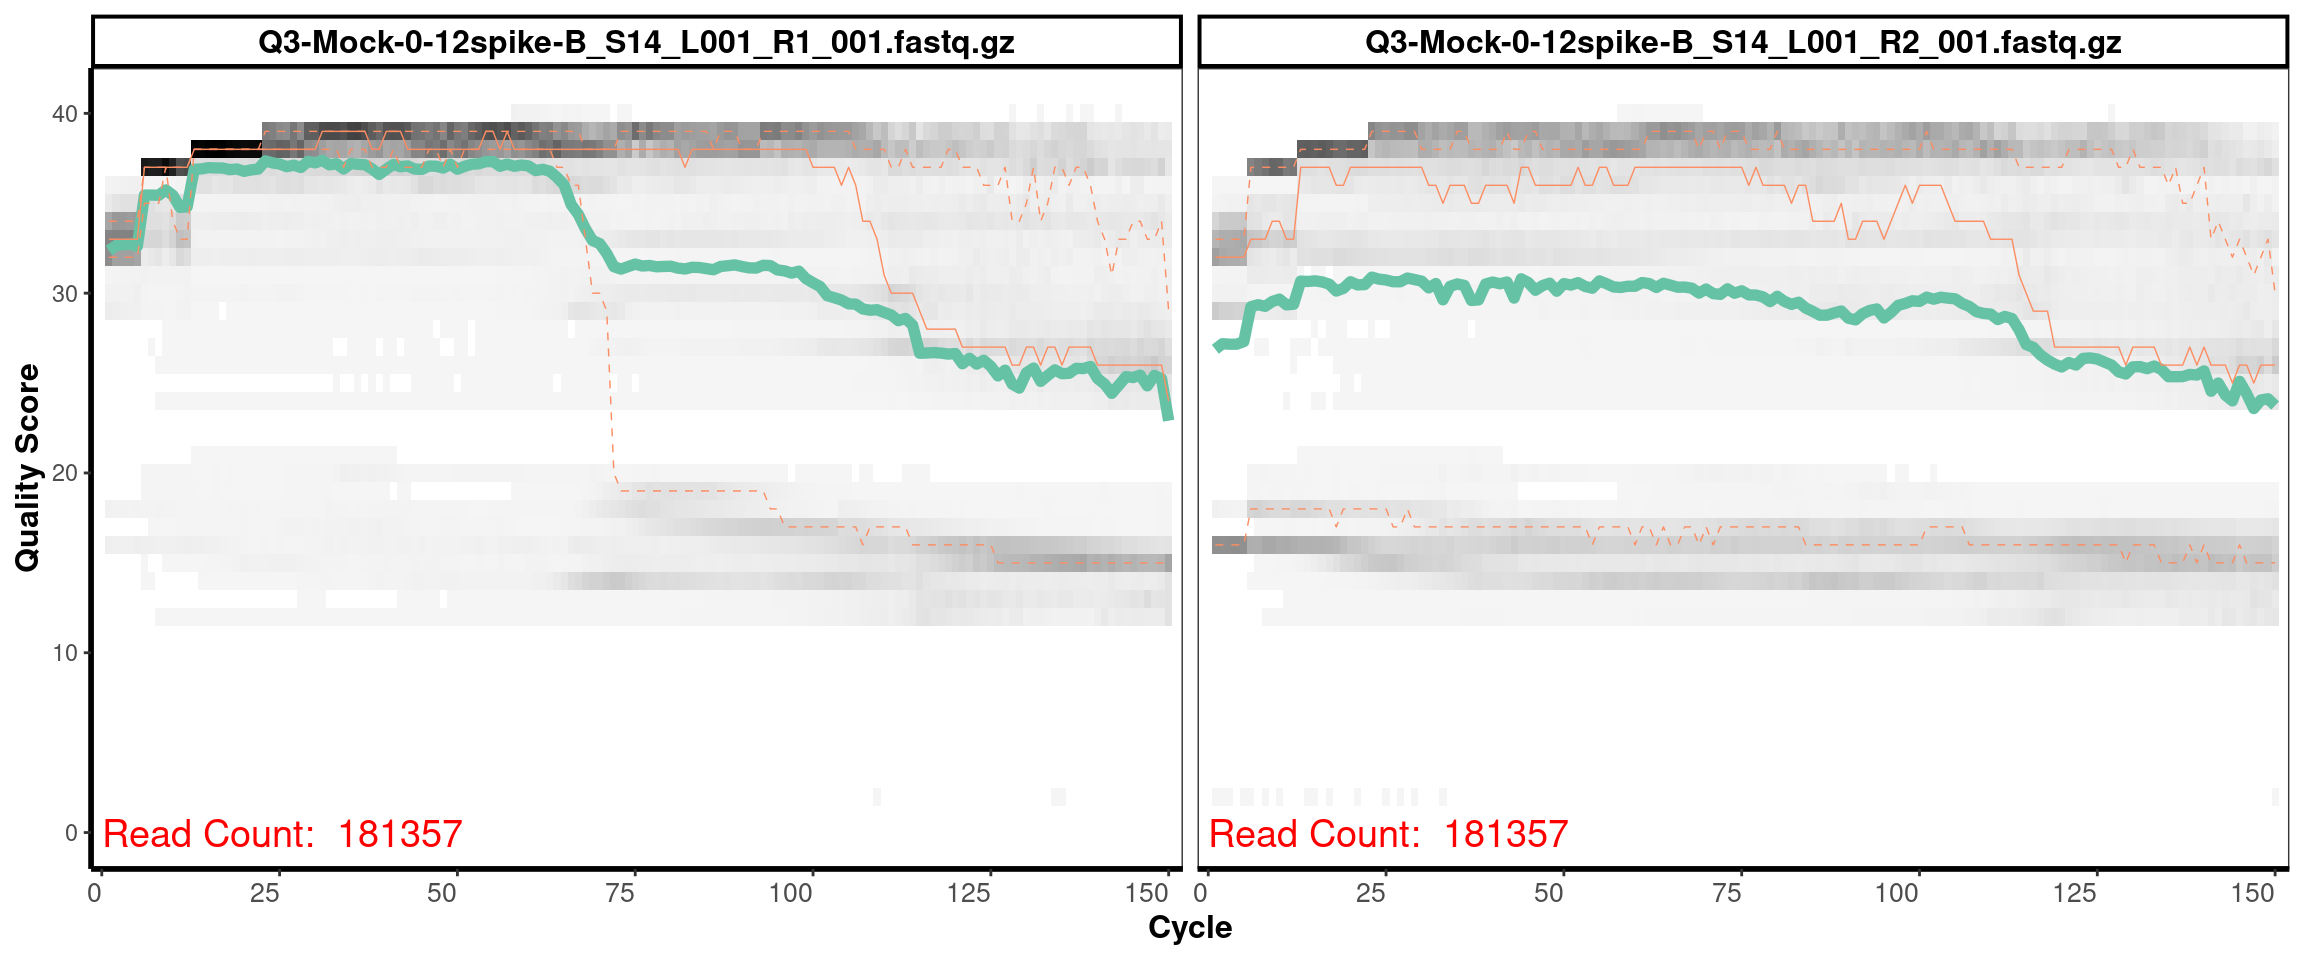 Q3-Mock-0-12spike-B_S14_L001_R1_001.fastq.gz
Q3-Mock-0-12spike-B_S14_L001_R2_001.fastq.gz
Quality Score
40
30
20
10
0
Read Count:  181357
Read Count:  181357
0 25 50 75 100 125 150
0 25 50 75 100 125 150
Cycle